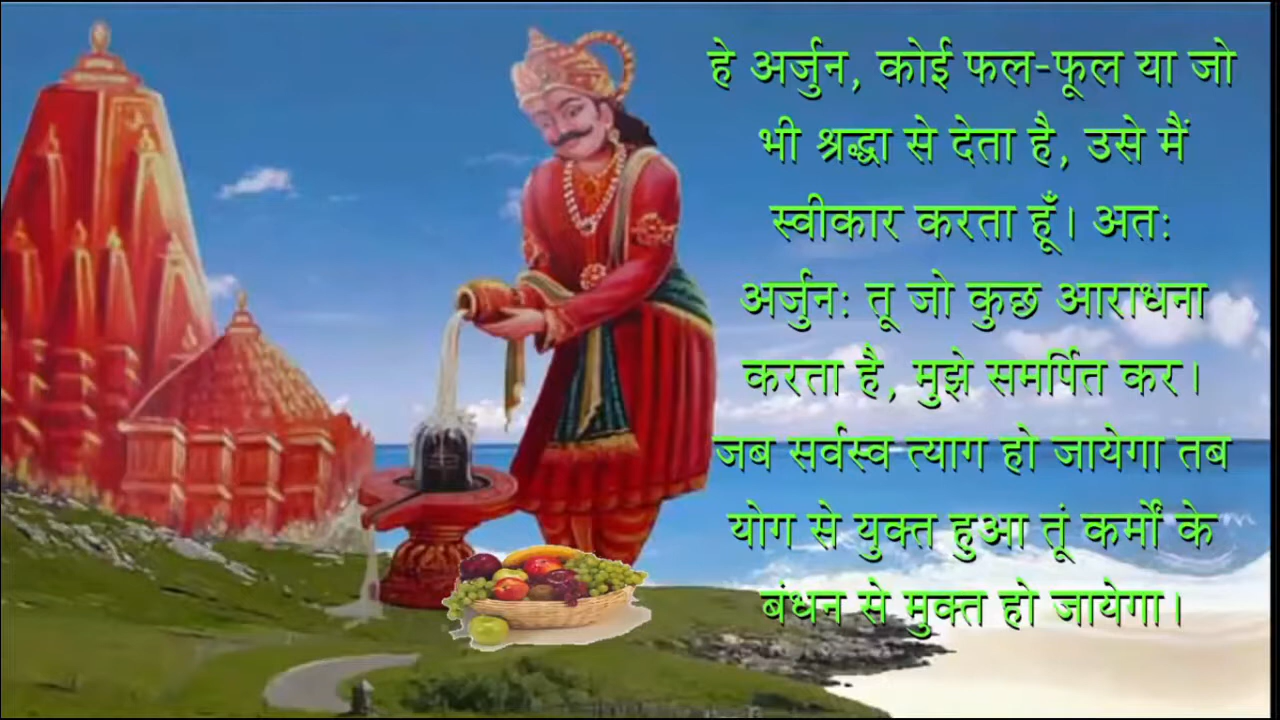 हे अर्जुन, कोई फल-फूल या जो
भी श्रद्धा से देता है, उसे मैं
स्वीकार करता हूँ। अतः
अर्जुनः तू जो कुछ आराधना
करता है, मुझे समर्पित कर।
जब सर्वस्व त्याग हो जायेगा तब
योग से युक्त हुआ तूं कर्मों के
बंधन से मुक्त हो जायेगा।